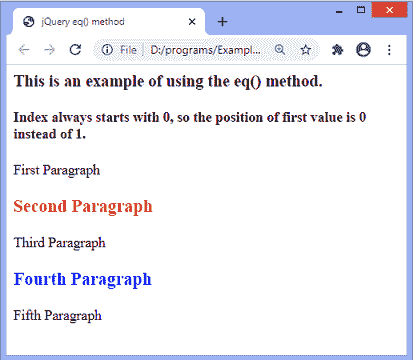 jQuery eq() method
File
D:/programs/Exampl...
This is an example of using the eq() method.
Index always starts with 0, so the position of first value is 0
instead of 1.
First Paragraph
Second Paragraph
Third Paragraph
Fourth Paragraph
Fifth Paragraph